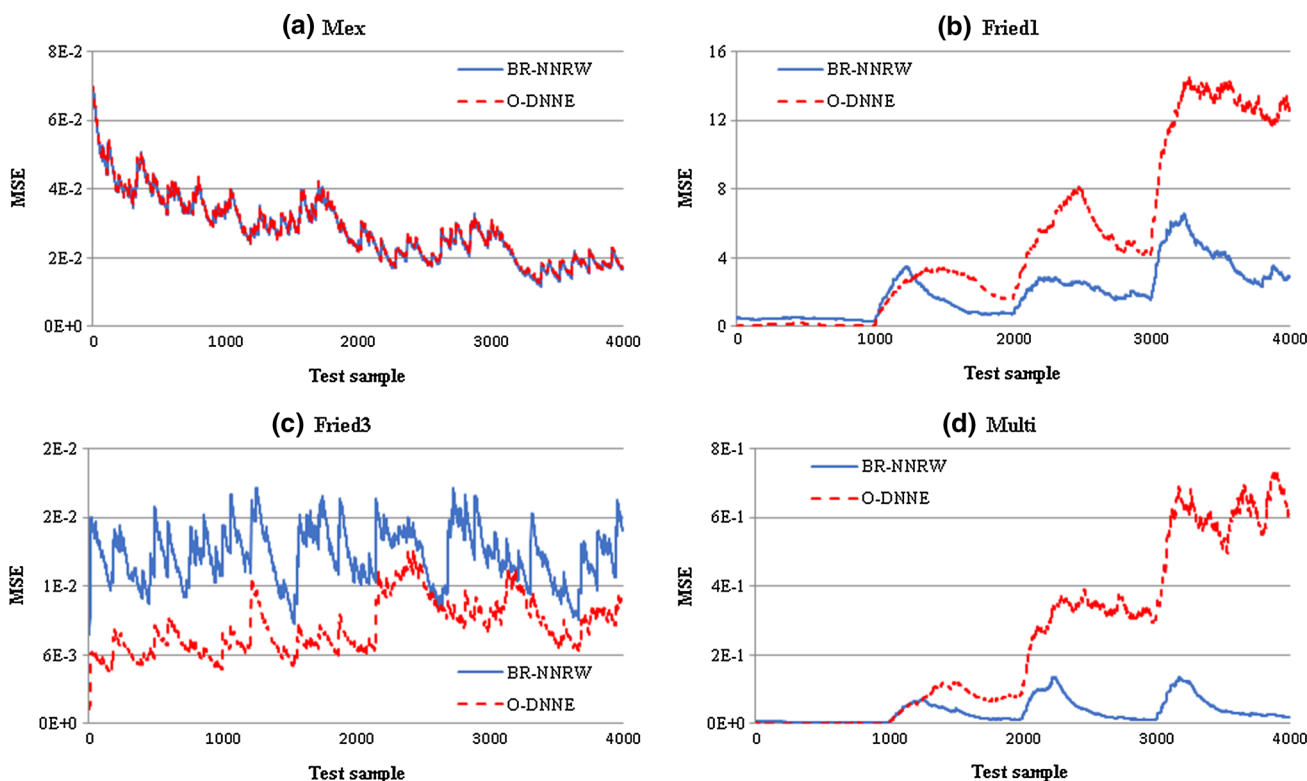 (a) Mex
8E-2
6E-2
4E-2
2E-2
0E+0
MSE
BR-NNRW
O-DNNE
0 1000 2000 3000 4000
Test sample
(b) Fried1
16
12
8
4
0
MSE
BR-NNRW
O-DNNE
0 1000 2000 3000 4000
Test sample
(c) Fried3
2E-2
2E-2
1E-2
6E-3
0E+0
MSE
BR-NNRW
O-DNNE
0 1000 2000 3000 4000
Test sample
(d) Multi
8E-1
6E-1
4E-1
2E-1
0E+0
MSE
BR-NNRW
O-DNNE
0 1000 2000 3000 4000
Test sample